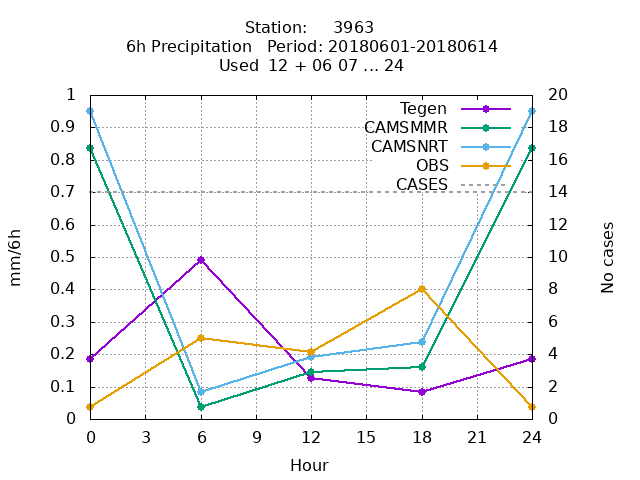 Station: 3963
6h Precipitation Period: 20180601-20180614
Used 12 + 06 07 ... 24
1 20
Tegen
0.9 18
CAMSMMR
CAMSNRT
0.8 16
OBS
CASES
0.7 14
0.6 12
0.5 10
mm/6h
No cases
0.4 8
0.3 6
0.2 4
0.1 2
0 0
0 3 6 9 12 15 18 21 24
Hour